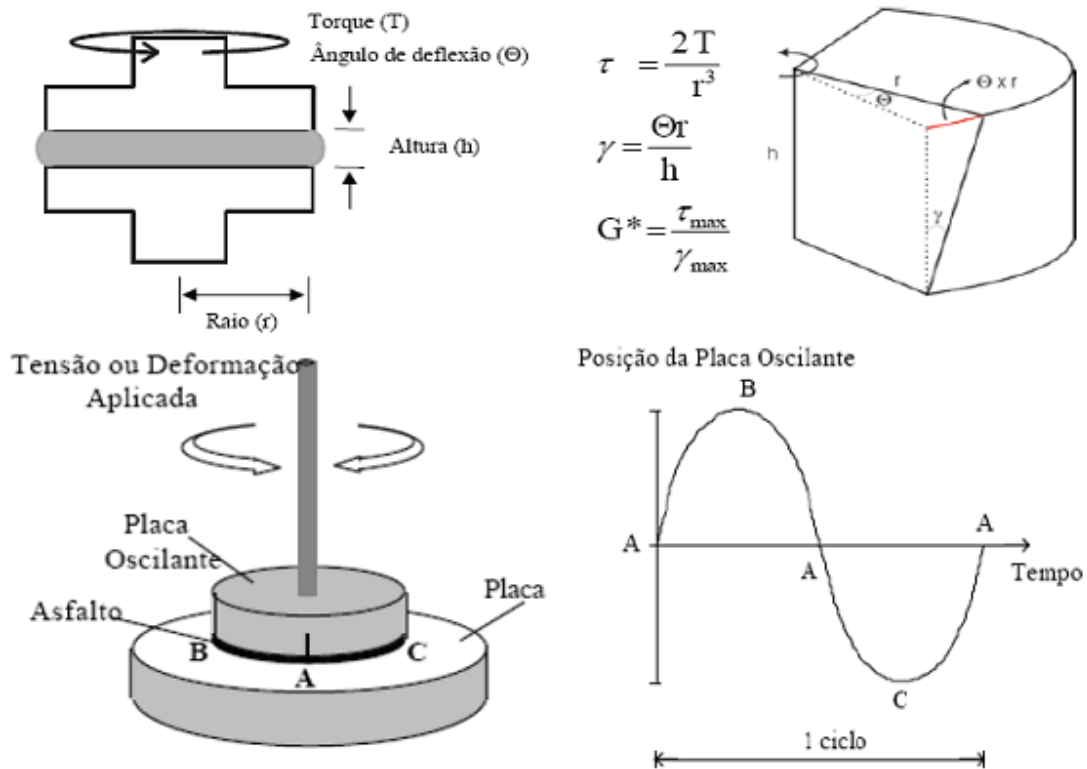 Torque (T)
Ângulo de deflexão (Θ)
Altura (h)
Raio (r)
τ = 2T / r³
γ = Θr / h
G* = τmax / γmax
r
Θ
Θ x r
h
γ
Tensão ou Deformação
Aplicada
Placa
Oscilante
Placa
Asfalto
B
C
A
Posição da Placa Oscilante
B
A
A
A
Tempo
C
1 ciclo